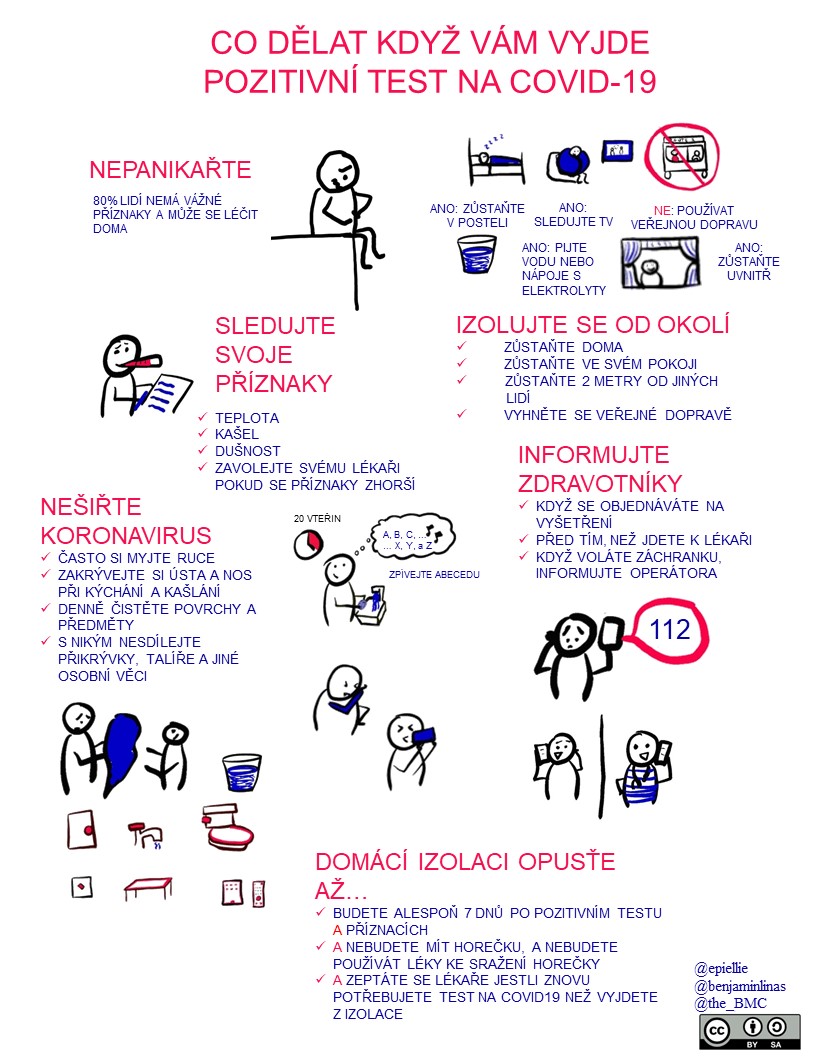 CO DĚLAT KDYŽ VÁM VYJDE
POZITIVNÍ TEST NA COVID-19
NEPANIKAŘTE
80% LIDÍ NEMÁ VÁŽNÉ
PŘÍZNAKY A MŮŽE SE LÉČIT
DOMA
z z z z
ANO: ZŮSTAŇTE
V POSTELI
ANO:
SLEDUJTE TV
NE: POUŽÍVAT
VEŘEJNOU DOPRAVU
ANO: PIJTE
VODU NEBO
NÁPOJE S
ELEKTROLYTY
ANO:
ZŮSTAŇTE
UVNITŘ
SLEDUJTE
SVOJE
PŘÍZNAKY
✓ TEPLOTA
✓ KAŠEL
✓ DUŠNOST
✓ ZAVOLEJTE SVÉMU LÉKAŘI
POKUD SE PŘÍZNAKY ZHORŠÍ
IZOLUJTE SE OD OKOLÍ
✓ ZŮSTAŇTE DOMA
✓ ZŮSTAŇTE VE SVÉM POKOJI
✓ ZŮSTAŇTE 2 METRY OD JINÝCH
LIDÍ
✓ VYHNĚTE SE VEŘEJNÉ DOPRAVĚ
INFORMUJTE
ZDRAVOTNÍKY
✓ KDYŽ SE OBJEDNÁVÁTE NA
VYŠETŘENÍ
✓ PŘED TÍM, NEŽ JDETE K LÉKAŘI
✓ KDYŽ VOLÁTE ZÁCHRANKU,
INFORMUJTE OPERÁTORA
112
NEŠIŘTE
KORONAVIRUS
✓ ČASTO SI MYJTE RUCE
✓ ZAKRÝVEJTE SI ÚSTA A NOS
PŘI KÝCHÁNÍ A KAŠLÁNÍ
✓ DENNĚ ČISTĚTE POVRCHY A
PŘEDMĚTY
✓ S NIKÝM NESDÍLEJTE
PŘIKRÝVKY, TALÍŘE A JINÉ
OSOBNÍ VĚCI
20 VTEŘIN
A, B, C, ...
... X, Y, a Z
ZPÍVEJTE ABECEDU
DOMÁCÍ IZOLACI OPUSŤE
AŽ...
✓ BUDETE ALESPOŇ 7 DNŮ PO POZITIVNÍM TESTU
A PŘÍZNACÍCH
✓ A NEBUDETE MÍT HOREČKU, A NEBUDETE
POUŽÍVÁT LÉKY KE SRAŽENÍ HOREČKY
✓ A ZEPTÁTE SE LÉKAŘE JESTLI ZNOVU
POTŘEBUJETE TEST NA COVID19 NEŽ VYJDETE
Z IZOLACE
@epiellie
@benjaminlinas
@the_BMC
cc
BY SA